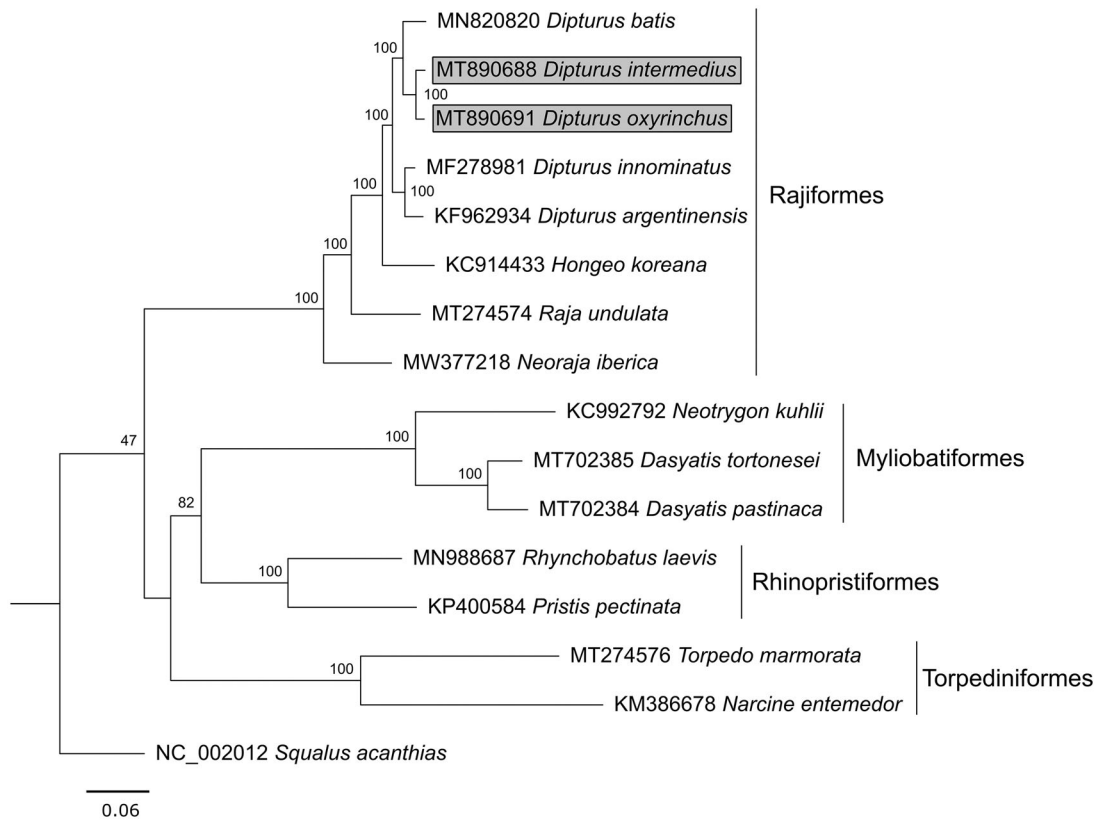 MN820820 Dipturus batis
100
MT890688 Dipturus intermedius
100
100
MT890691 Dipturus oxyrinchus
MF278981 Dipturus innominatus
100
100
Rajiformes
KF962934 Dipturus argentinensis
100
KC914433 Hongeo koreana
100
MT274574 Raja undulata
MW377218 Neoraja iberica
KC992792 Neotrygon kuhlii
47
100
MT702385 Dasyatis tortonesei
Myliobatiformes
100
82
MT702384 Dasyatis pastinaca
MN988687 Rhynchobatus laevis
100
Rhinopristiformes
KP400584 Pristis pectinata
MT274576 Torpedo marmorata
100
Torpediniformes
KM386678 Narcine entemedor
NC_002012 Squalus acanthias
0.06